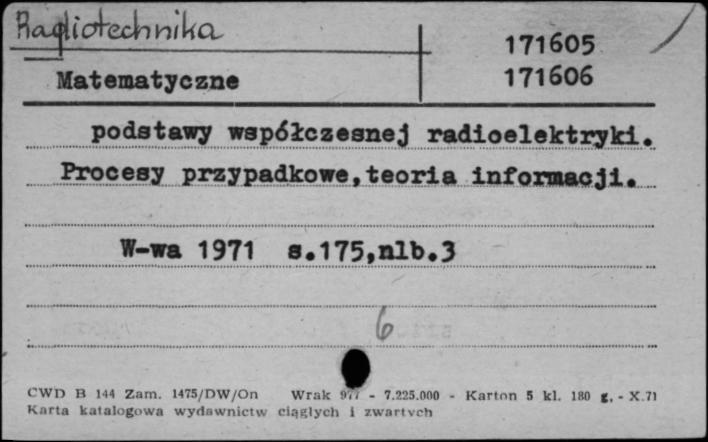 Radiotechnika
171605
Matematyczne 171606
podstawy współczesnej radioelektryki.
Procesy przypadkowe,teoria informacji.
W-wa 1971 s.175,nlb.3
6
CWD B 144 Zam. 1475/DW/On Wrak 977 - 7.225.000 - Karton 5 kl. 180 g. - X.71
Karta katalogowa wydawnictw ciągłych i zwartych